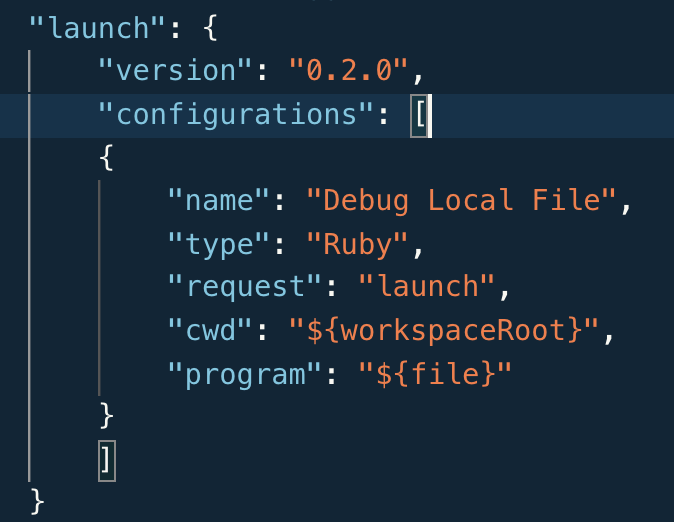 "launch": {
    "version": "0.2.0",
    "configurations": [
    {
        "name": "Debug Local File",
        "type": "Ruby",
        "request": "launch",
        "cwd": "${workspaceRoot}",
        "program": "${file}"
    }
    ]
}